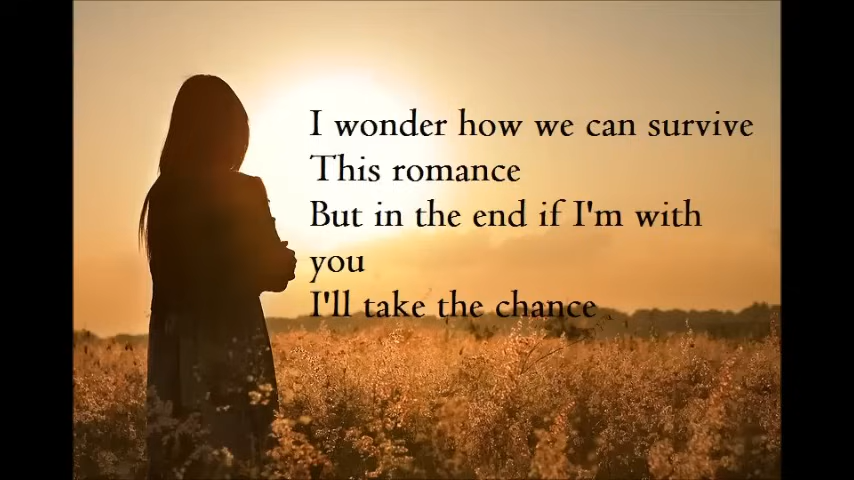 I wonder how we can survive
This romance
But in the end if I'm with
you
I'll take the chance